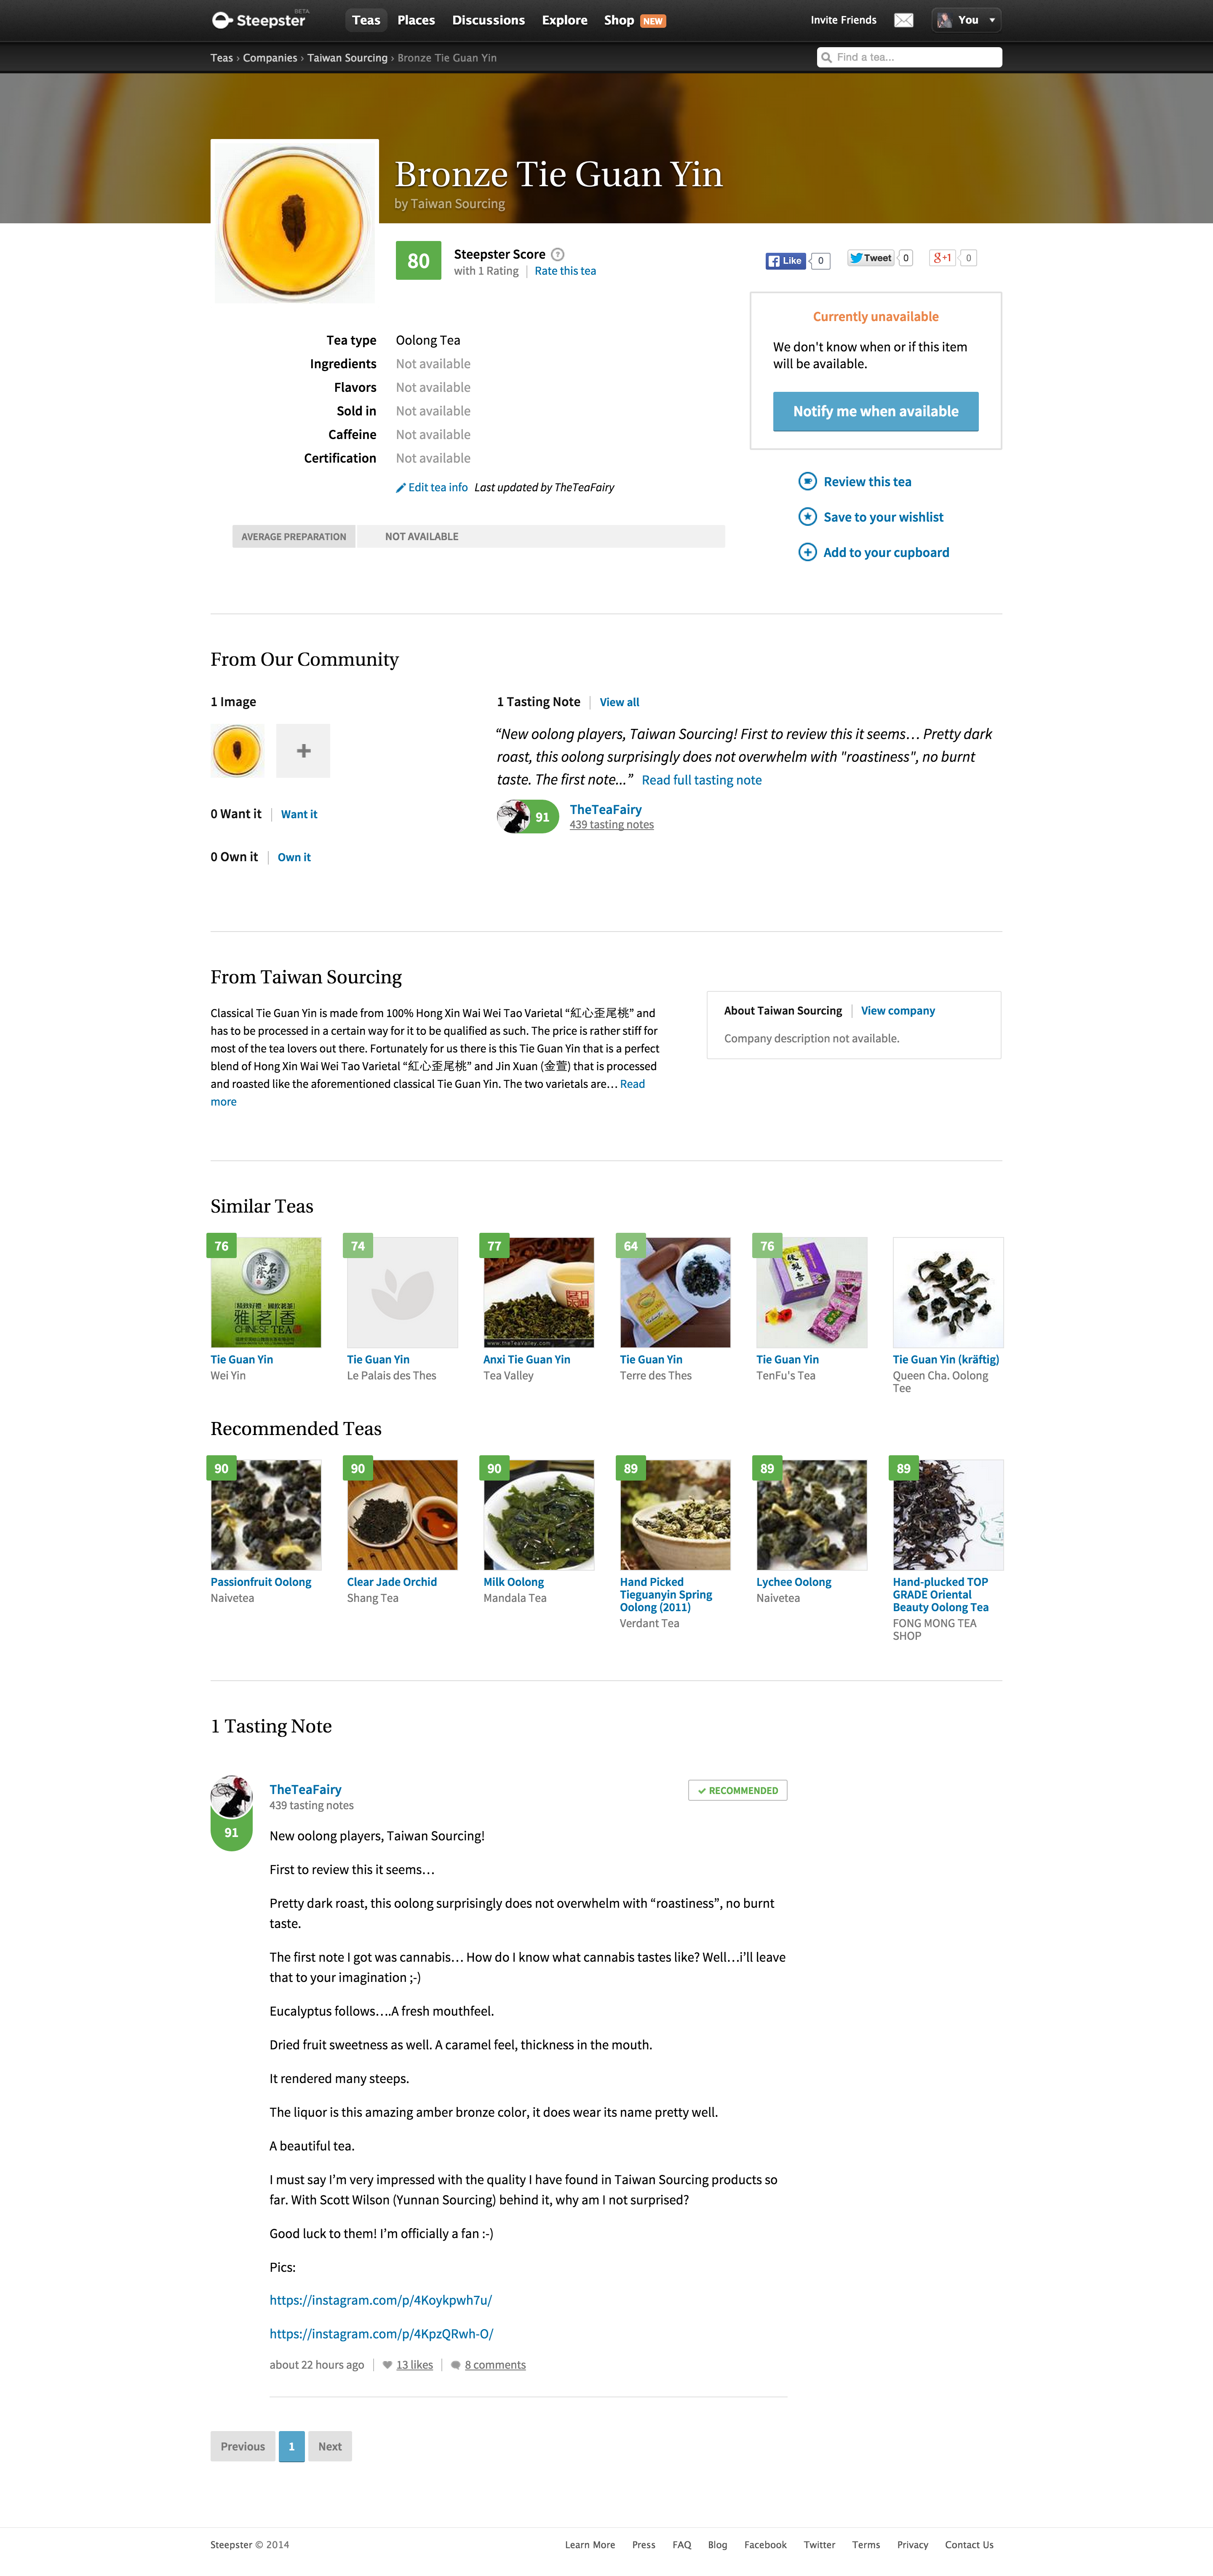 Steepster BETA
Teas Places Discussions Explore Shop NEW
Invite Friends
You
Teas › Companies › Taiwan Sourcing › Bronze Tie Guan Yin
Find a tea...
Bronze Tie Guan Yin
by Taiwan Sourcing
80
Steepster Score ?
with 1 Rating | Rate this tea
Like 0
Tweet 0
g+1 0
Currently unavailable
We don't know when or if this item
will be available.
Notify me when available
Tea type Oolong Tea
Ingredients Not available
Flavors Not available
Sold in Not available
Caffeine Not available
Certification Not available
Edit tea info Last updated by TheTeaFairy
AVERAGE PREPARATION NOT AVAILABLE
Review this tea
Save to your wishlist
Add to your cupboard
From Our Community
1 Image
+
0 Want it | Want it
0 Own it | Own it
1 Tasting Note | View all
“New oolong players, Taiwan Sourcing! First to review this it seems… Pretty dark
roast, this oolong surprisingly does not overwhelm with "roastiness", no burnt
taste. The first note...” Read full tasting note
91
TheTeaFairy
439 tasting notes
From Taiwan Sourcing
Classical Tie Guan Yin is made from 100% Hong Xin Wai Wei Tao Varietal “紅心歪尾桃” and
has to be processed in a certain way for it to be qualified as such. The price is rather stiff for
most of the tea lovers out there. Fortunately for us there is this Tie Guan Yin that is a perfect
blend of Hong Xin Wai Wei Tao Varietal “紅心歪尾桃” and Jin Xuan (金萱) that is processed
and roasted like the aforementioned classical Tie Guan Yin. The two varietals are… Read
more
About Taiwan Sourcing | View company
Company description not available.
Similar Teas
76
雅茗香
CHINESE TEA
Tie Guan Yin
Wei Yin
74
Tie Guan Yin
Le Palais des Thes
77
www.theTeaValley.com
Anxi Tie Guan Yin
Tea Valley
64
Tie Guan Yin
Terre des Thes
76
Tie Guan Yin
TenFu's Tea
Tie Guan Yin (kräftig)
Queen Cha. Oolong
Tee
Recommended Teas
90
Passionfruit Oolong
Naivetea
90
Clear Jade Orchid
Shang Tea
90
Milk Oolong
Mandala Tea
89
Hand Picked
Tieguanyin Spring
Oolong (2011)
Verdant Tea
89
Lychee Oolong
Naivetea
89
Hand-plucked TOP
GRADE Oriental
Beauty Oolong Tea
FONG MONG TEA
SHOP
1 Tasting Note
91
TheTeaFairy
439 tasting notes
RECOMMENDED
New oolong players, Taiwan Sourcing!
First to review this it seems…
Pretty dark roast, this oolong surprisingly does not overwhelm with “roastiness”, no burnt
taste.
The first note I got was cannabis… How do I know what cannabis tastes like? Well…i’ll leave
that to your imagination ;-)
Eucalyptus follows….A fresh mouthfeel.
Dried fruit sweetness as well. A caramel feel, thickness in the mouth.
It rendered many steeps.
The liquor is this amazing amber bronze color, it does wear its name pretty well.
A beautiful tea.
I must say I’m very impressed with the quality I have found in Taiwan Sourcing products so
far. With Scott Wilson (Yunnan Sourcing) behind it, why am I not surprised?
Good luck to them! I’m officially a fan :-)
Pics:
https://instagram.com/p/4Koykpwh7u/
https://instagram.com/p/4KpzQRwh-O/
about 22 hours ago | 13 likes | 8 comments
Previous 1 Next
Steepster © 2014
Learn More Press FAQ Blog Facebook Twitter Terms Privacy Contact Us